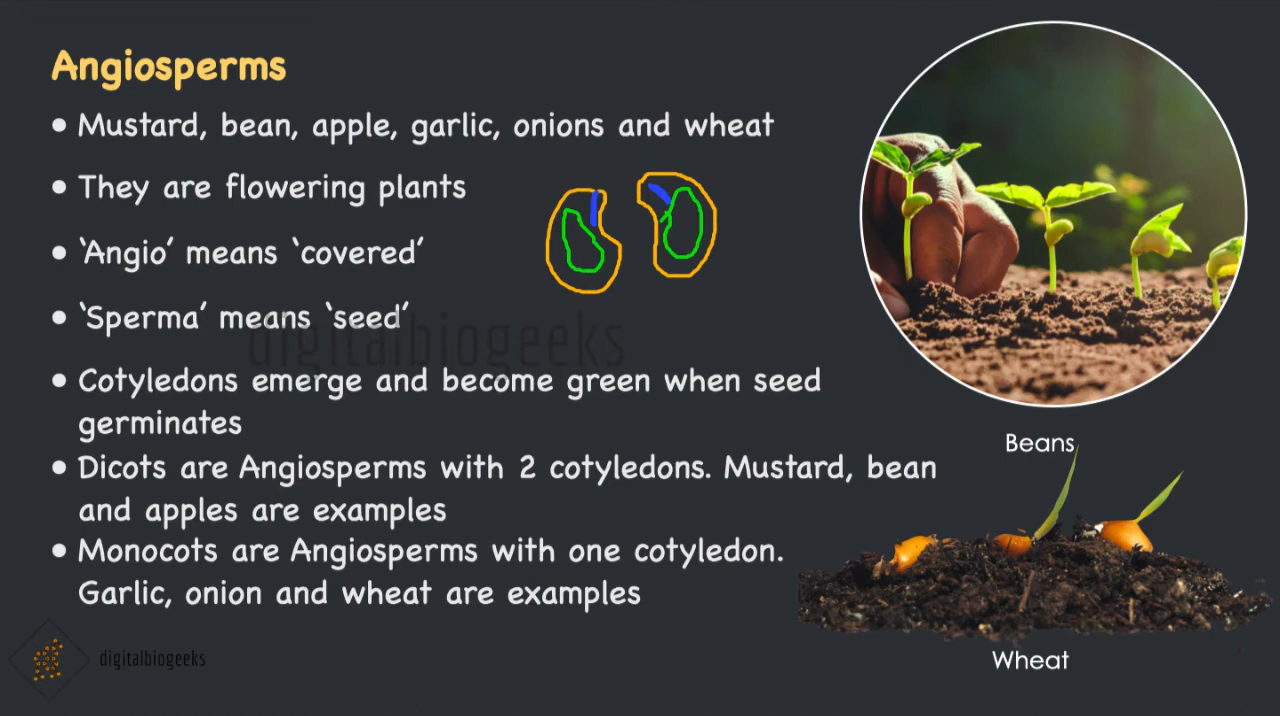 Angiosperms
• Mustard, bean, apple, garlic, onions and wheat
• They are flowering plants
• ‘Angio’ means ‘covered’
• ‘Sperma’ means ‘seed’
digitalbiogeeks
• Cotyledons emerge and become green when seed
germinates
• Dicots are Angiosperms with 2 cotyledons. Mustard, bean
and apples are examples
• Monocots are Angiosperms with one cotyledon.
Garlic, onion and wheat are examples
Beans
Wheat
digitalbiogeeks